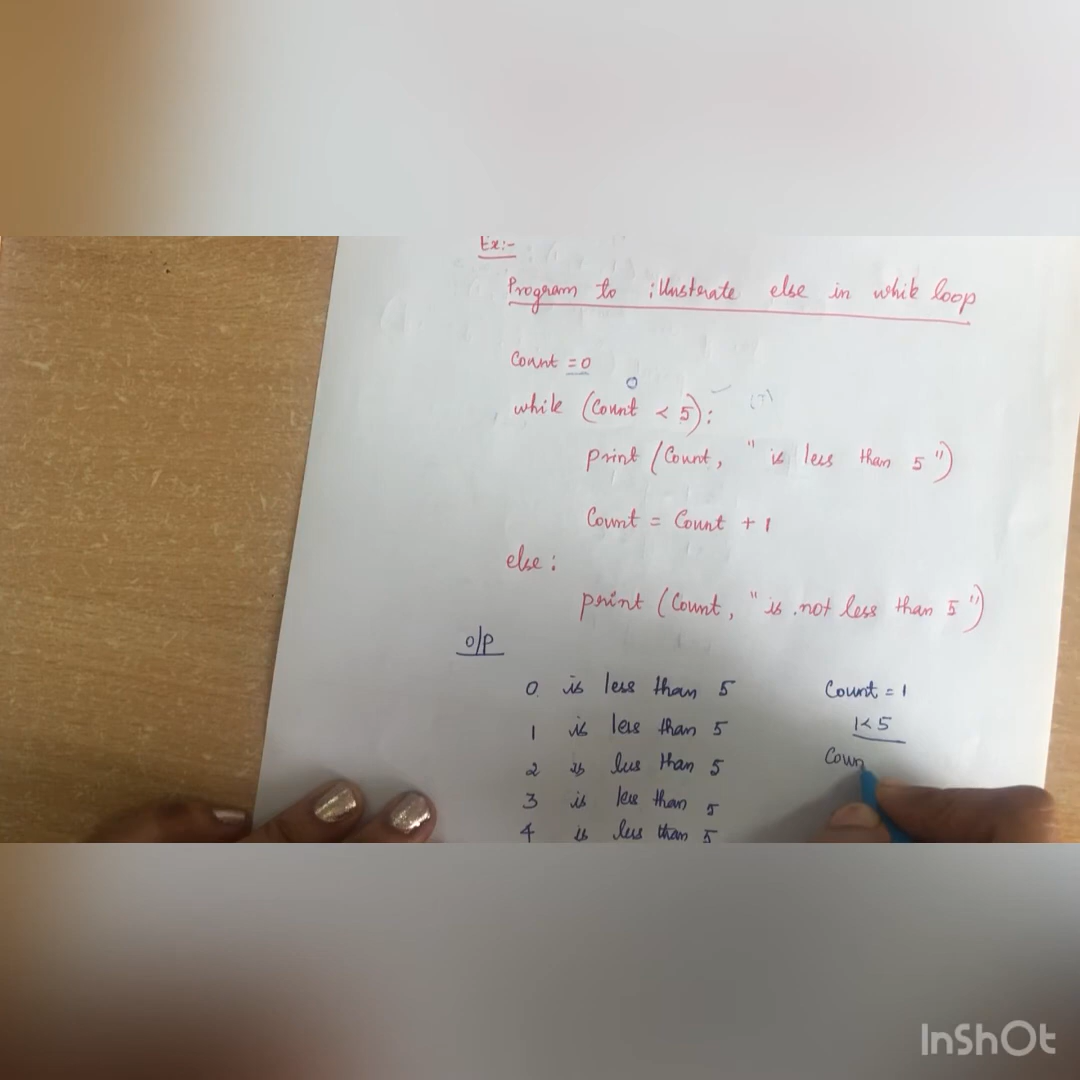 Ex:-
Program to illusterate else in while loop
Count = 0
0
while (Count < 5): (T)
print (Count, " is less than 5")
Count = Count + 1
else:
print (Count, " is not less than 5")
o/p
0 is less than 5
1 is less than 5
2 is less than 5
3 is less than 5
4 is less than 5
Count = 1
1<5
Coun
InShOt